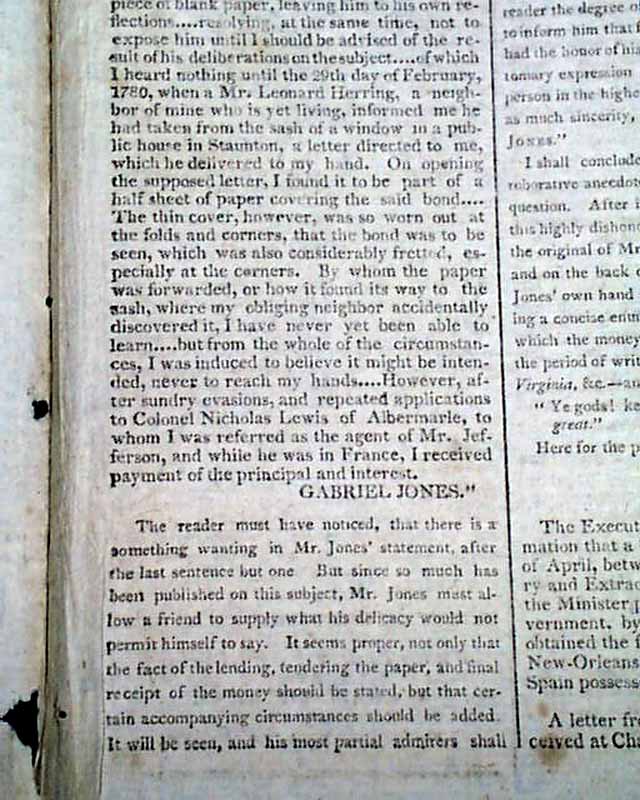 piece of blank paper, leaving him to his own re-
flections....resolving, at the same time, not to
expose him until I should be advised of the re-
sult of his deliberations on the subject....of which
I heard nothing until the 29th day of February,
1780, when a Mr. Leonard Herring, a neigh-
bor of mine who is yet living, informed me he
had taken from the sash of a window in a pub-
lic house in Staunton, a letter directed to me,
which he delivered to my hand. On opening
the supposed letter, I found it to be part of a
half sheet of paper covering the said bond....
The thin cover, however, was so worn out at
the folds and corners, that the bond was to be
seen, which was also considerably fretted, es-
pecially at the corners. By whom the paper
was forwarded, or how it found its way to the
sash, where my obliging neighbor accidentally
discovered it, I have never yet been able to
learn....but from the whole of the circumstan-
ces, I was induced to believe it might be inten-
ded, never to reach my hands....However, af-
ter sundry evasions, and repeated applications
to Colonel Nicholas Lewis of Albermarle, to
whom I was referred as the agent of Mr. Jef-
ferson, and while he was in France, I received
payment of the principal and interest.
GABRIEL JONES."
The reader must have noticed, that there is a
something wanting in Mr. Jones' statement, after
the last sentence but one But since so much has
been published on this subject, Mr. Jones must al-
low a friend to supply what his delicacy would not
permit himself to say. It seems proper, not only that
the fact of the lending, tendering the paper, and final
receipt of the money should be stated, but that cer-
tain accompanying circumstances should be added.
It will be seen, and his most partial admirers shall
reader the degree o
to inform him that f
had the honor of his
tomary expression
person in the highe
as much sincerity,
JONES."
I shall conclude
roborative anecdote
question. After i
this highly dishono
the original of Mr
and on the back
Jones' own hand
ing a concise enu
which the money
the period of writ
Virginia, &c.—a
"Ye gods! ke
great."
Here for the p
The Execut
mation that a
of April, betw
ry and Extrac
the Minister
vernment, by
obtained the f
New-Orleans
Spain possess
A letter fro
ceived at Cha